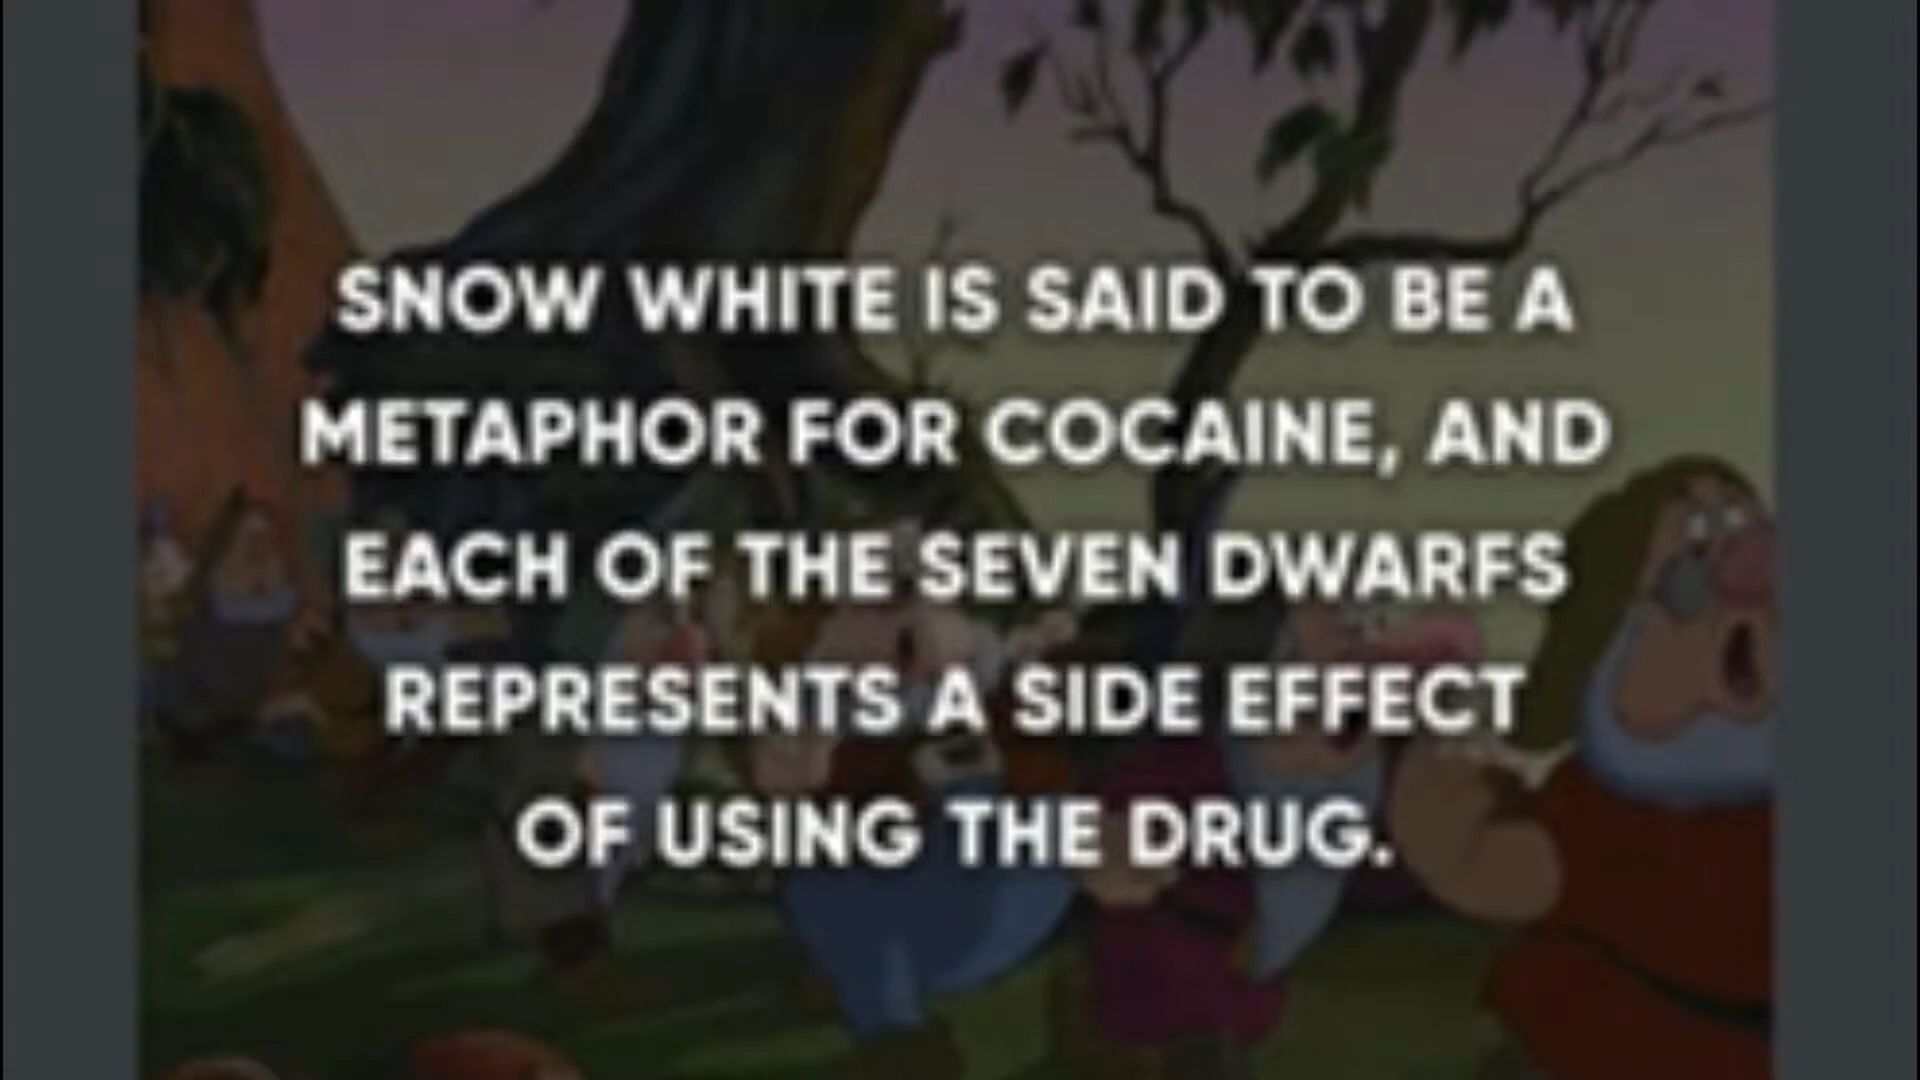 SNOW WHITE IS SAID TO BE A
METAPHOR FOR COCAINE, AND
EACH OF THE SEVEN DWARFS
REPRESENTS A SIDE EFFECT
OF USING THE DRUG.